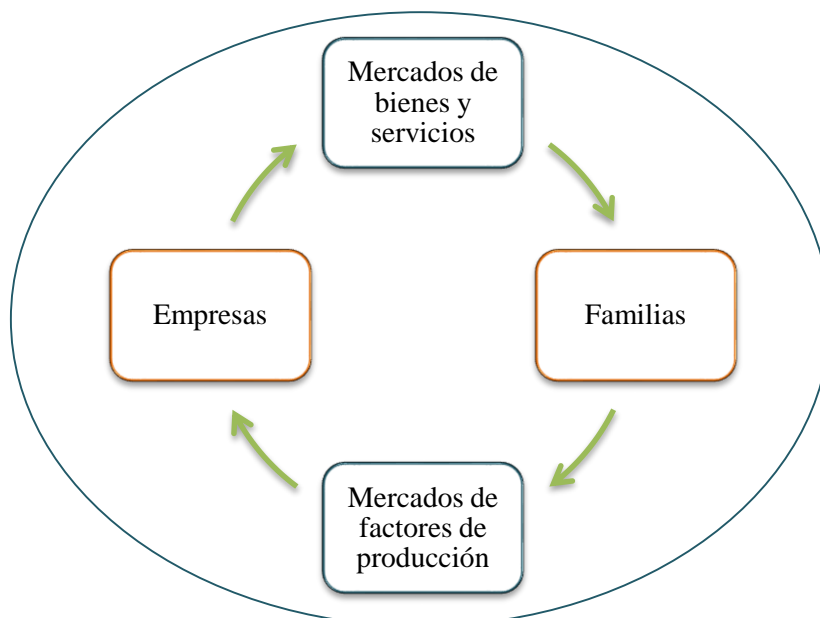 Mercados de
bienes y
servicios
Empresas
Familias
Mercados de
factores de
producción